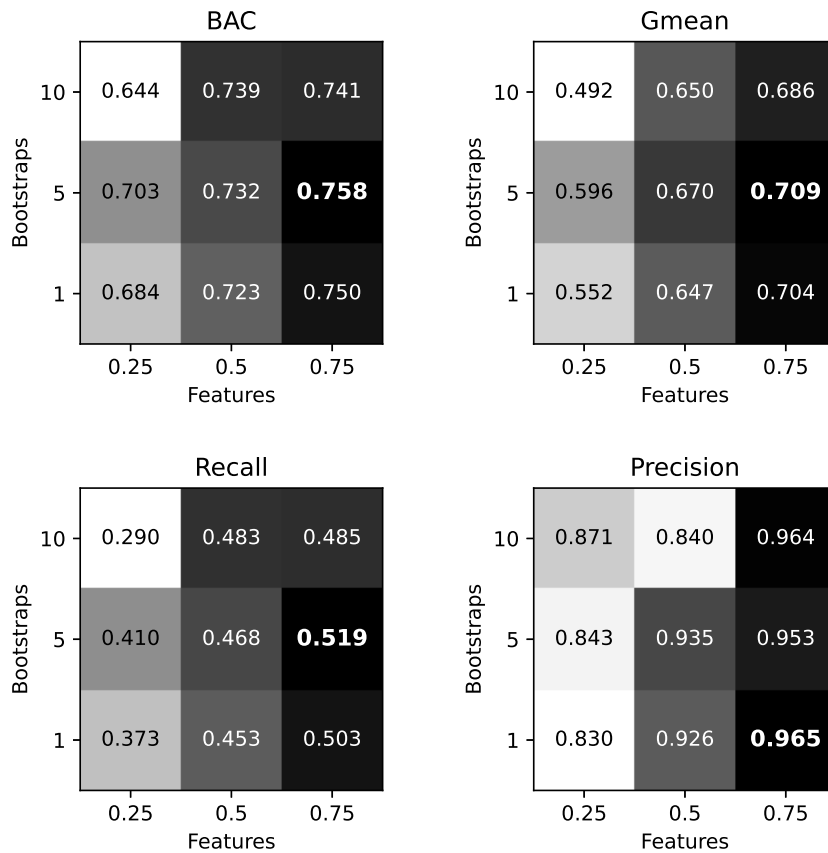 BAC
10 0.644 0.739 0.741
5 0.703 0.732 0.758
1 0.684 0.723 0.750
0.25 0.5 0.75
Features
Bootstraps
Gmean
10 0.492 0.650 0.686
5 0.596 0.670 0.709
1 0.552 0.647 0.704
0.25 0.5 0.75
Features
Bootstraps
Recall
10 0.290 0.483 0.485
5 0.410 0.468 0.519
1 0.373 0.453 0.503
0.25 0.5 0.75
Features
Bootstraps
Precision
10 0.871 0.840 0.964
5 0.843 0.935 0.953
1 0.830 0.926 0.965
0.25 0.5 0.75
Features
Bootstraps